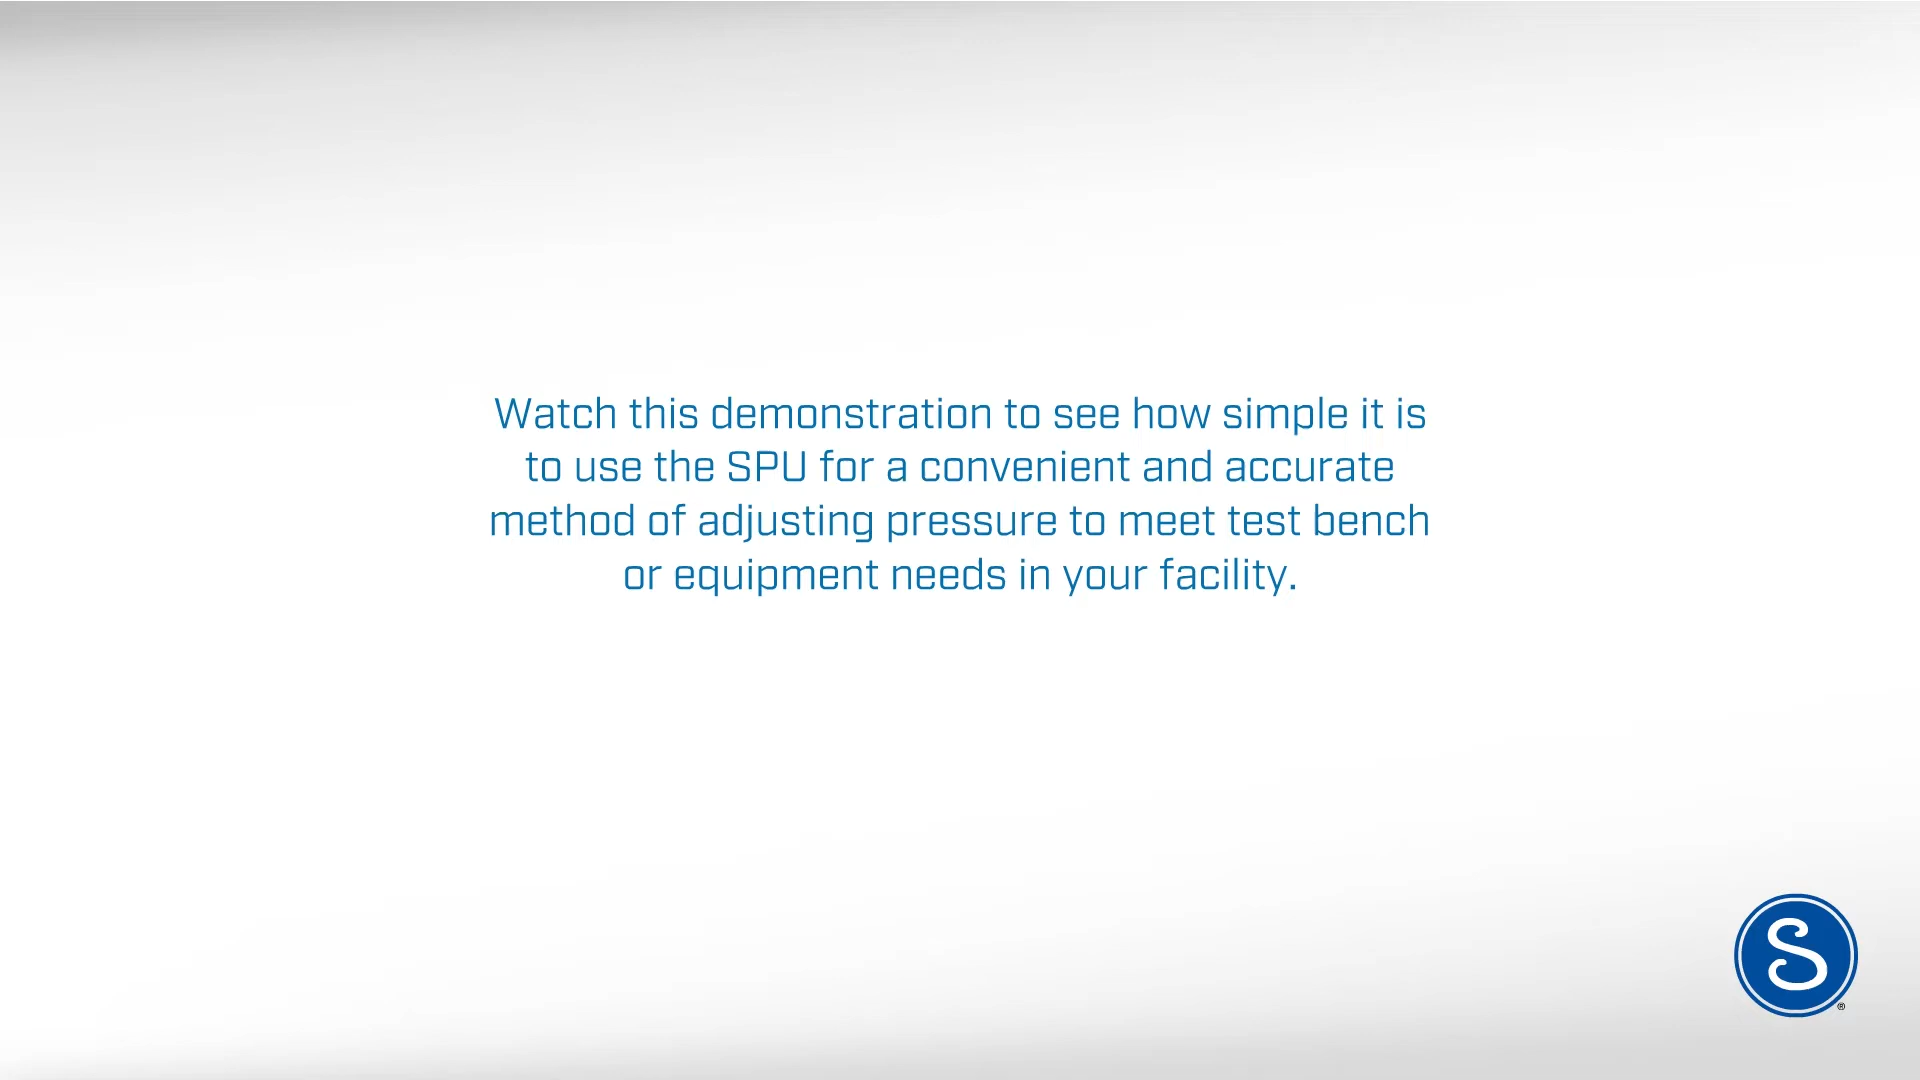 Watch this demonstration to see how simple it is
to use the SPU for a convenient and accurate
method of adjusting pressure to meet test bench
or equipment needs in your facility.
S
®